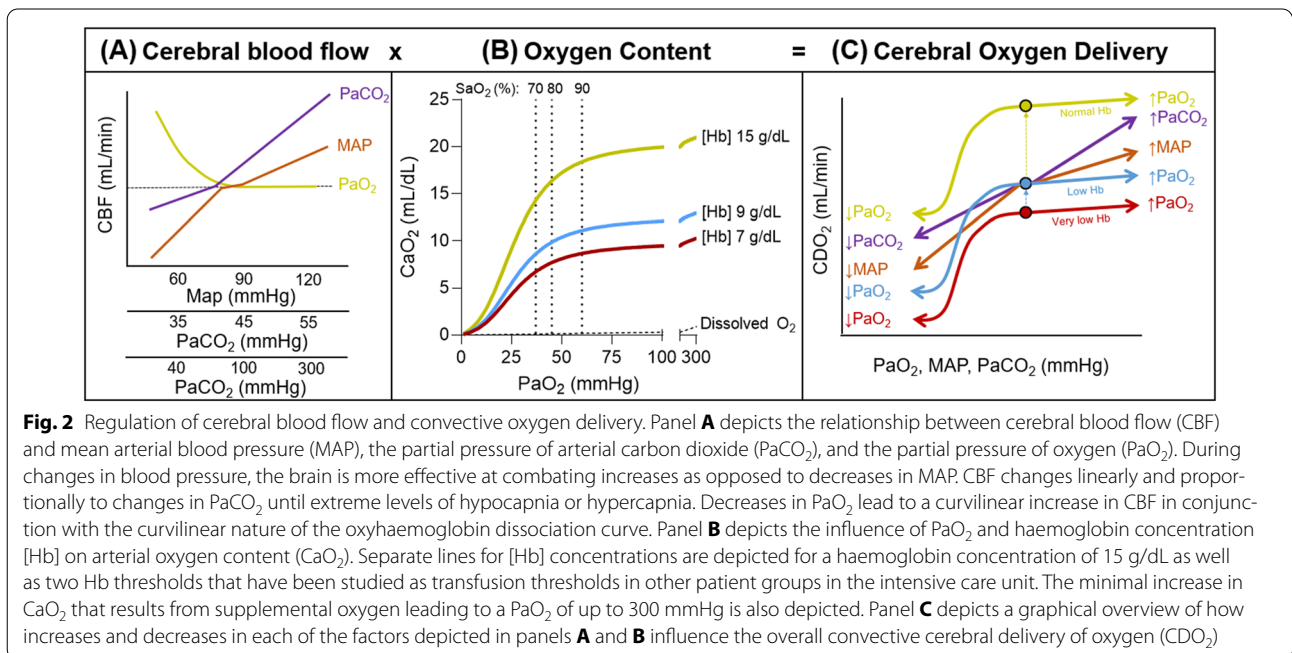 (A) Cerebral blood flow x (B) Oxygen Content = (C) Cerebral Oxygen Delivery
CBF (mL/min)
PaCO₂
MAP
PaO₂
60 90 120
Map (mmHg)
35 45 55
PaCO₂ (mmHg)
40 100 300
PaCO₂ (mmHg)
SaO₂ (%): 70 80 90
CaO₂ (mL/dL)
25
20
15
10
5
0
[Hb] 15 g/dL
[Hb] 9 g/dL
[Hb] 7 g/dL
Dissolved O₂
0 25 50 75 100 300
PaO₂ (mmHg)
CDO₂ (mL/min)
↑PaO₂
Normal Hb
↑PaCO₂
↑MAP
↑PaO₂
Low Hb
↑PaO₂
Very low Hb
↓PaO₂
↓PaCO₂
↓MAP
↓PaO₂
↓PaO₂
PaO₂, MAP, PaCO₂ (mmHg)
Fig. 2 Regulation of cerebral blood flow and convective oxygen delivery. Panel A depicts the relationship between cerebral blood flow (CBF)
and mean arterial blood pressure (MAP), the partial pressure of arterial carbon dioxide (PaCO₂), and the partial pressure of oxygen (PaO₂). During
changes in blood pressure, the brain is more effective at combating increases as opposed to decreases in MAP. CBF changes linearly and propor-
tionally to changes in PaCO₂ until extreme levels of hypocapnia or hypercapnia. Decreases in PaO₂ lead to a curvilinear increase in CBF in conjunc-
tion with the curvilinear nature of the oxyhaemoglobin dissociation curve. Panel B depicts the influence of PaO₂ and haemoglobin concentration
[Hb] on arterial oxygen content (CaO₂). Separate lines for [Hb] concentrations are depicted for a haemoglobin concentration of 15 g/dL as well
as two Hb thresholds that have been studied as transfusion thresholds in other patient groups in the intensive care unit. The minimal increase in
CaO₂ that results from supplemental oxygen leading to a PaO₂ of up to 300 mmHg is also depicted. Panel C depicts a graphical overview of how
increases and decreases in each of the factors depicted in panels A and B influence the overall convective cerebral delivery of oxygen (CDO₂)